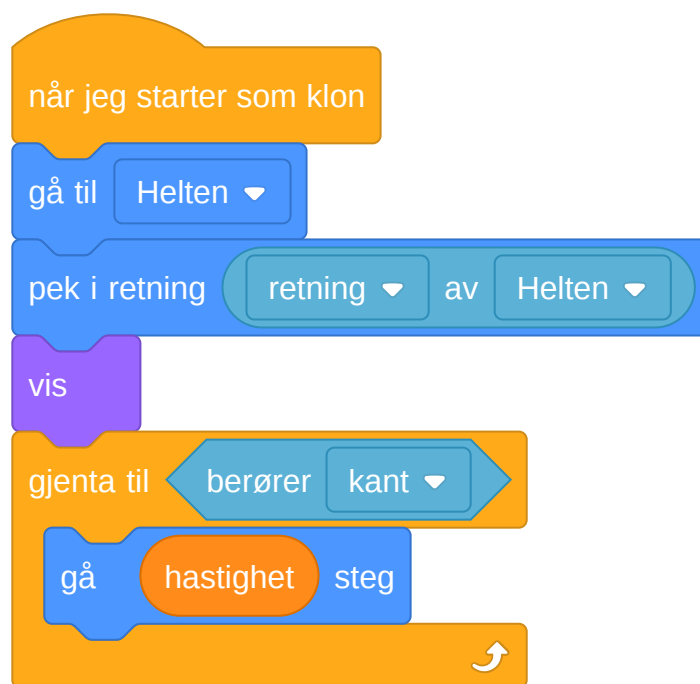 når jeg starter som klon
gå til Helten
pek i retning retning av Helten
vis
gjenta til berører kant
gå hastighet steg